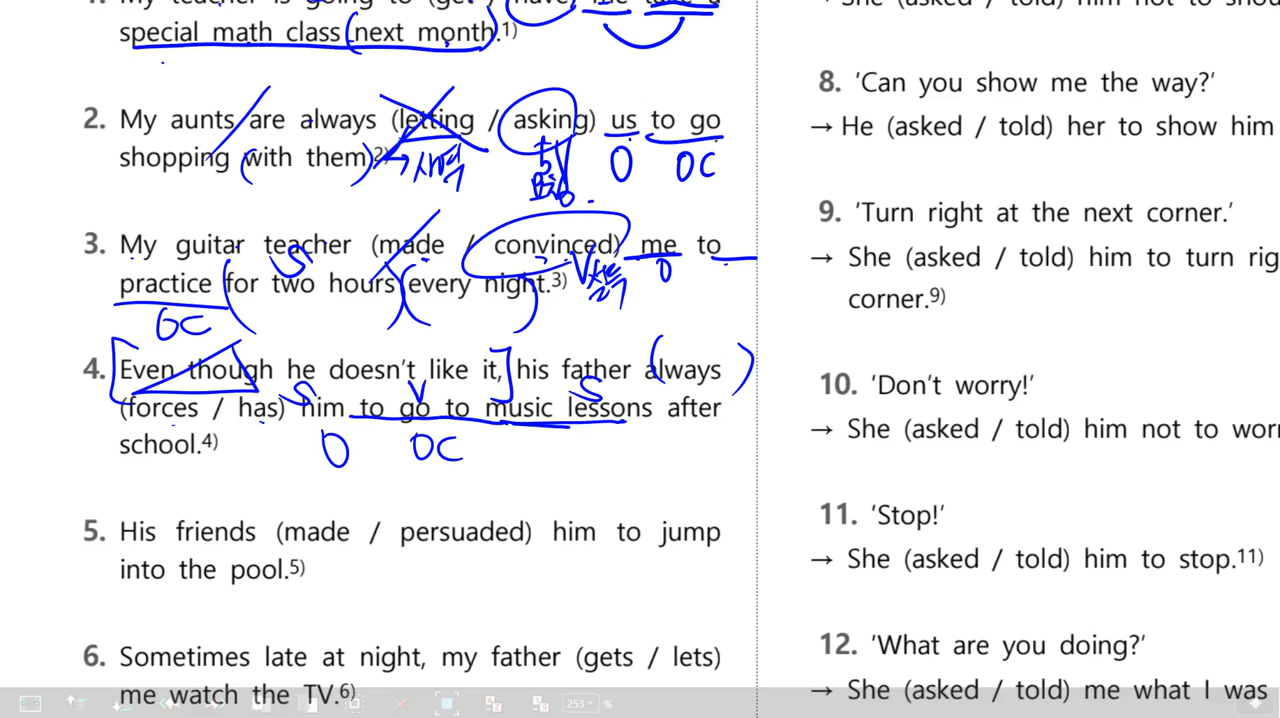 special math class (next month).1)
2. My aunts are always (letting / asking) us to go
shopping (with them).2)
→ 사역
V
O
OC
3. My guitar teacher (made / convinced) me to
S
V
O
practice (for two hours) (every night).3)
OC
4. [Even though he doesn't like it,] his father (always)
S
V
S
(forces / has) him to go to music lessons after
school.4)
O
OC
5. His friends (made / persuaded) him to jump
into the pool.5)
6. Sometimes late at night, my father (gets / lets)
me watch the TV.6)
8. 'Can you show me the way?'
→ He (asked / told) her to show him
9. 'Turn right at the next corner.'
→ She (asked / told) him to turn rig
corner.9)
10. 'Don't worry!'
→ She (asked / told) him not to wor
11. 'Stop!'
→ She (asked / told) him to stop.11)
12. 'What are you doing?'
→ She (asked / told) me what I was
253 %